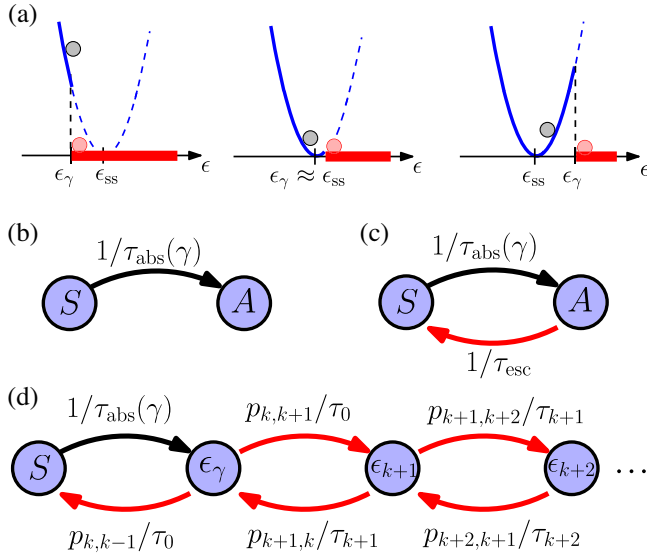 (a)
ϵ ϵ ϵ
ϵ_γ ϵ_ss ϵ_γ ≈ ϵ_ss ϵ_ss ϵ_γ
(b) (c)
1/τ_abs(γ) 1/τ_abs(γ)
S A S A
1/τ_esc
(d)
1/τ_abs(γ) p_{k,k+1}/τ_0 p_{k+1,k+2}/τ_{k+1}
S ϵ_γ ϵ_{k+1} ϵ_{k+2} ...
p_{k,k−1}/τ_0 p_{k+1,k}/τ_{k+1} p_{k+2,k+1}/τ_{k+2}